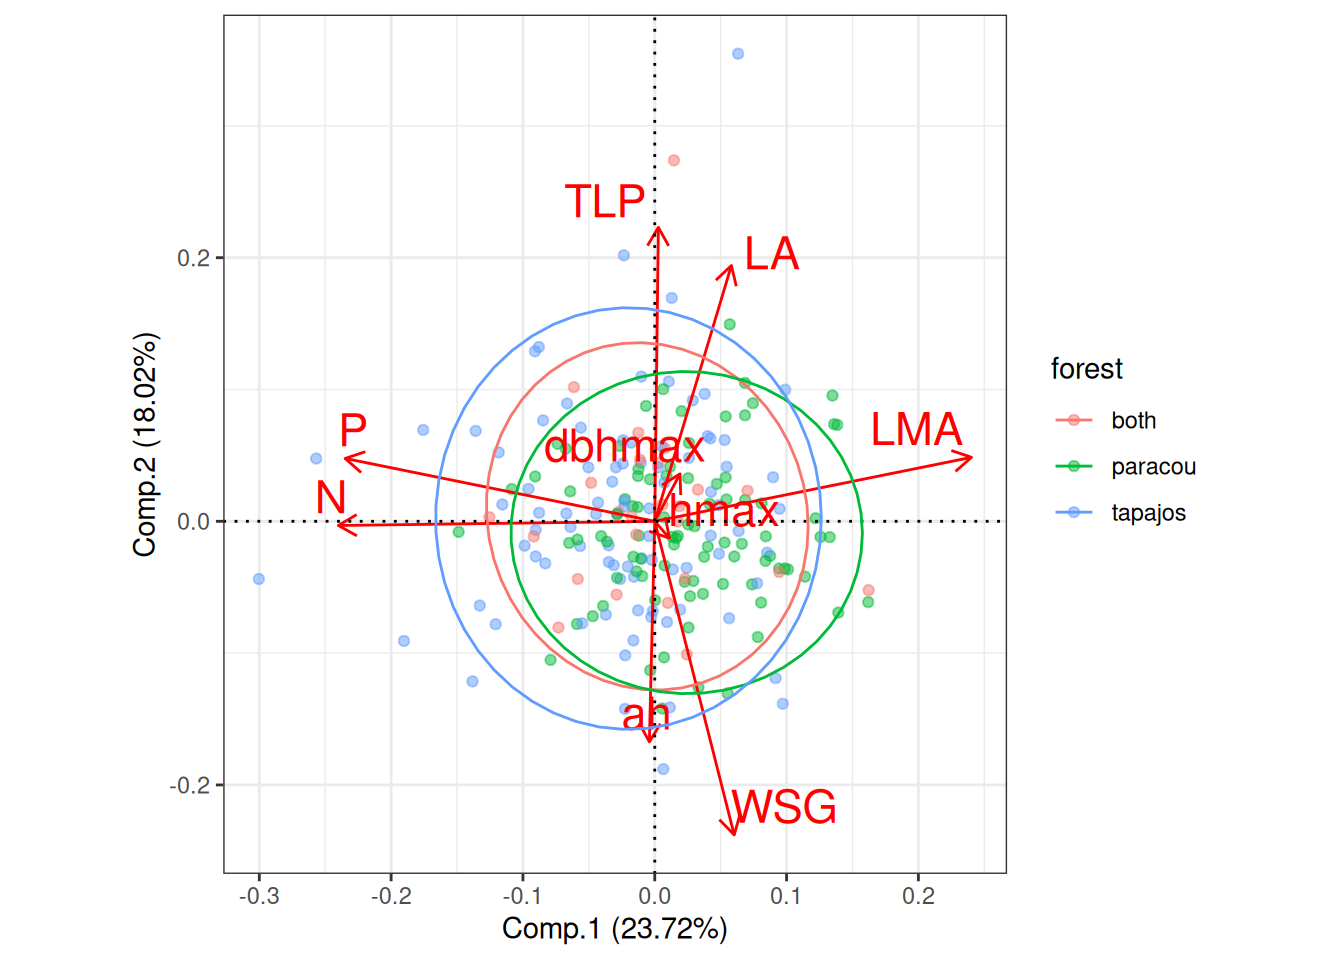 TLP
LA
0.2
LMA
P
dbhmax
N
hmax
0.0
ah
WSG
-0.2
Comp.2 (18.02%)
-0.3 -0.2 -0.1 0.0 0.1 0.2
Comp.1 (23.72%)
forest
both
paracou
tapajos